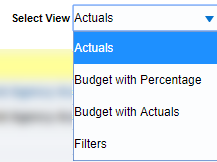 Select View Actuals
Actuals
Budget with Percentage
Budget with Actuals
Filters